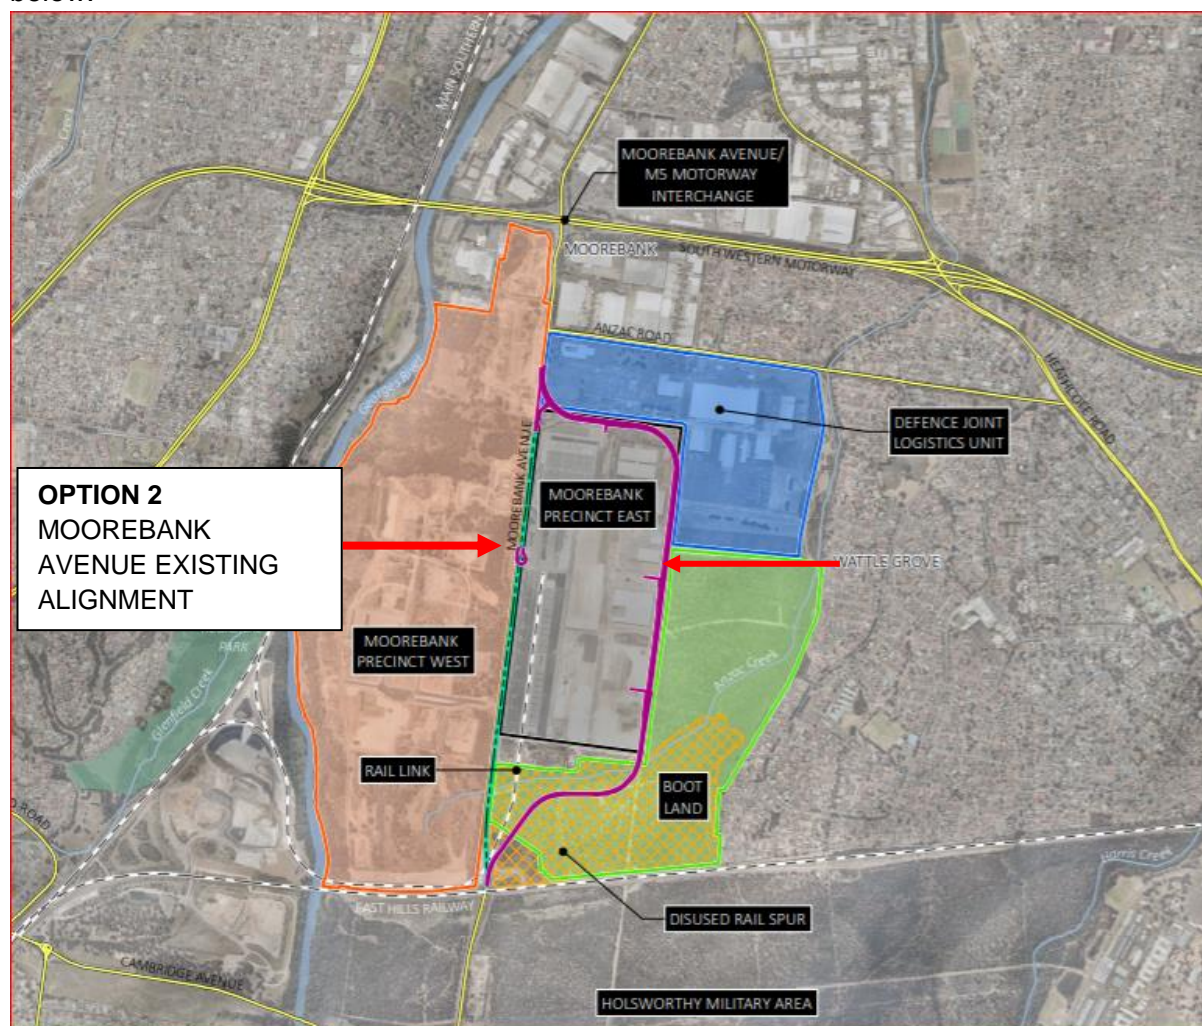 MAIN SOUTHERN
MOOREBANK AVENUE/
M5 MOTORWAY
INTERCHANGE
MOOREBANK
SOUTH WESTERN MOTORWAY
ANZAC ROAD
HEATHCOTE ROAD
Georges River
DEFENCE JOINT
LOGISTICS UNIT
MOOREBANK AVENUE
MOOREBANK
PRECINCT EAST
OPTION 2
MOOREBANK
AVENUE EXISTING
ALIGNMENT
WATTLE GROVE
MOOREBANK
PRECINCT WEST
PARK
Anzac Creek
Glenfield Creek
RAIL LINK
BOOT
LAND
ROAD
Harris Creek
EAST HILLS RAILWAY
DISUSED RAIL SPUR
CAMBRIDGE AVENUE
HOLSWORTHY MILITARY AREA